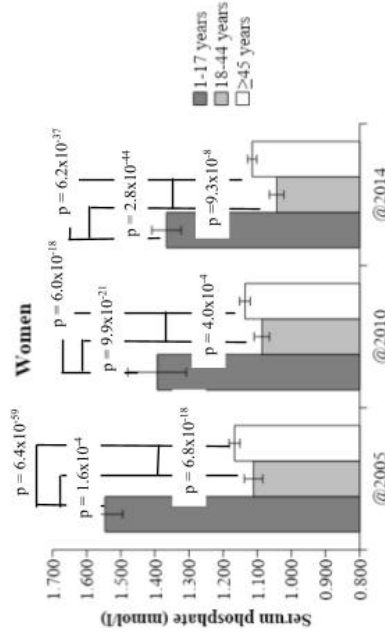 Women
p = 6.4x10-59
p = 1.6x10-4
p = 6.8x10-18
p = 6.0x10-18
p = 9.9x10-21
p = 4.0x10-4
p = 6.2x10-37
p = 2.8x10-44
p =9.3x10-8
Serum phosphate (mmol/l)
1.700
1.600
1.500
1.400
1.300
1.200
1.100
1.000
0.900
0.800
@2005
@2010
@2014
1-17 years
18-44 years
≥45 years